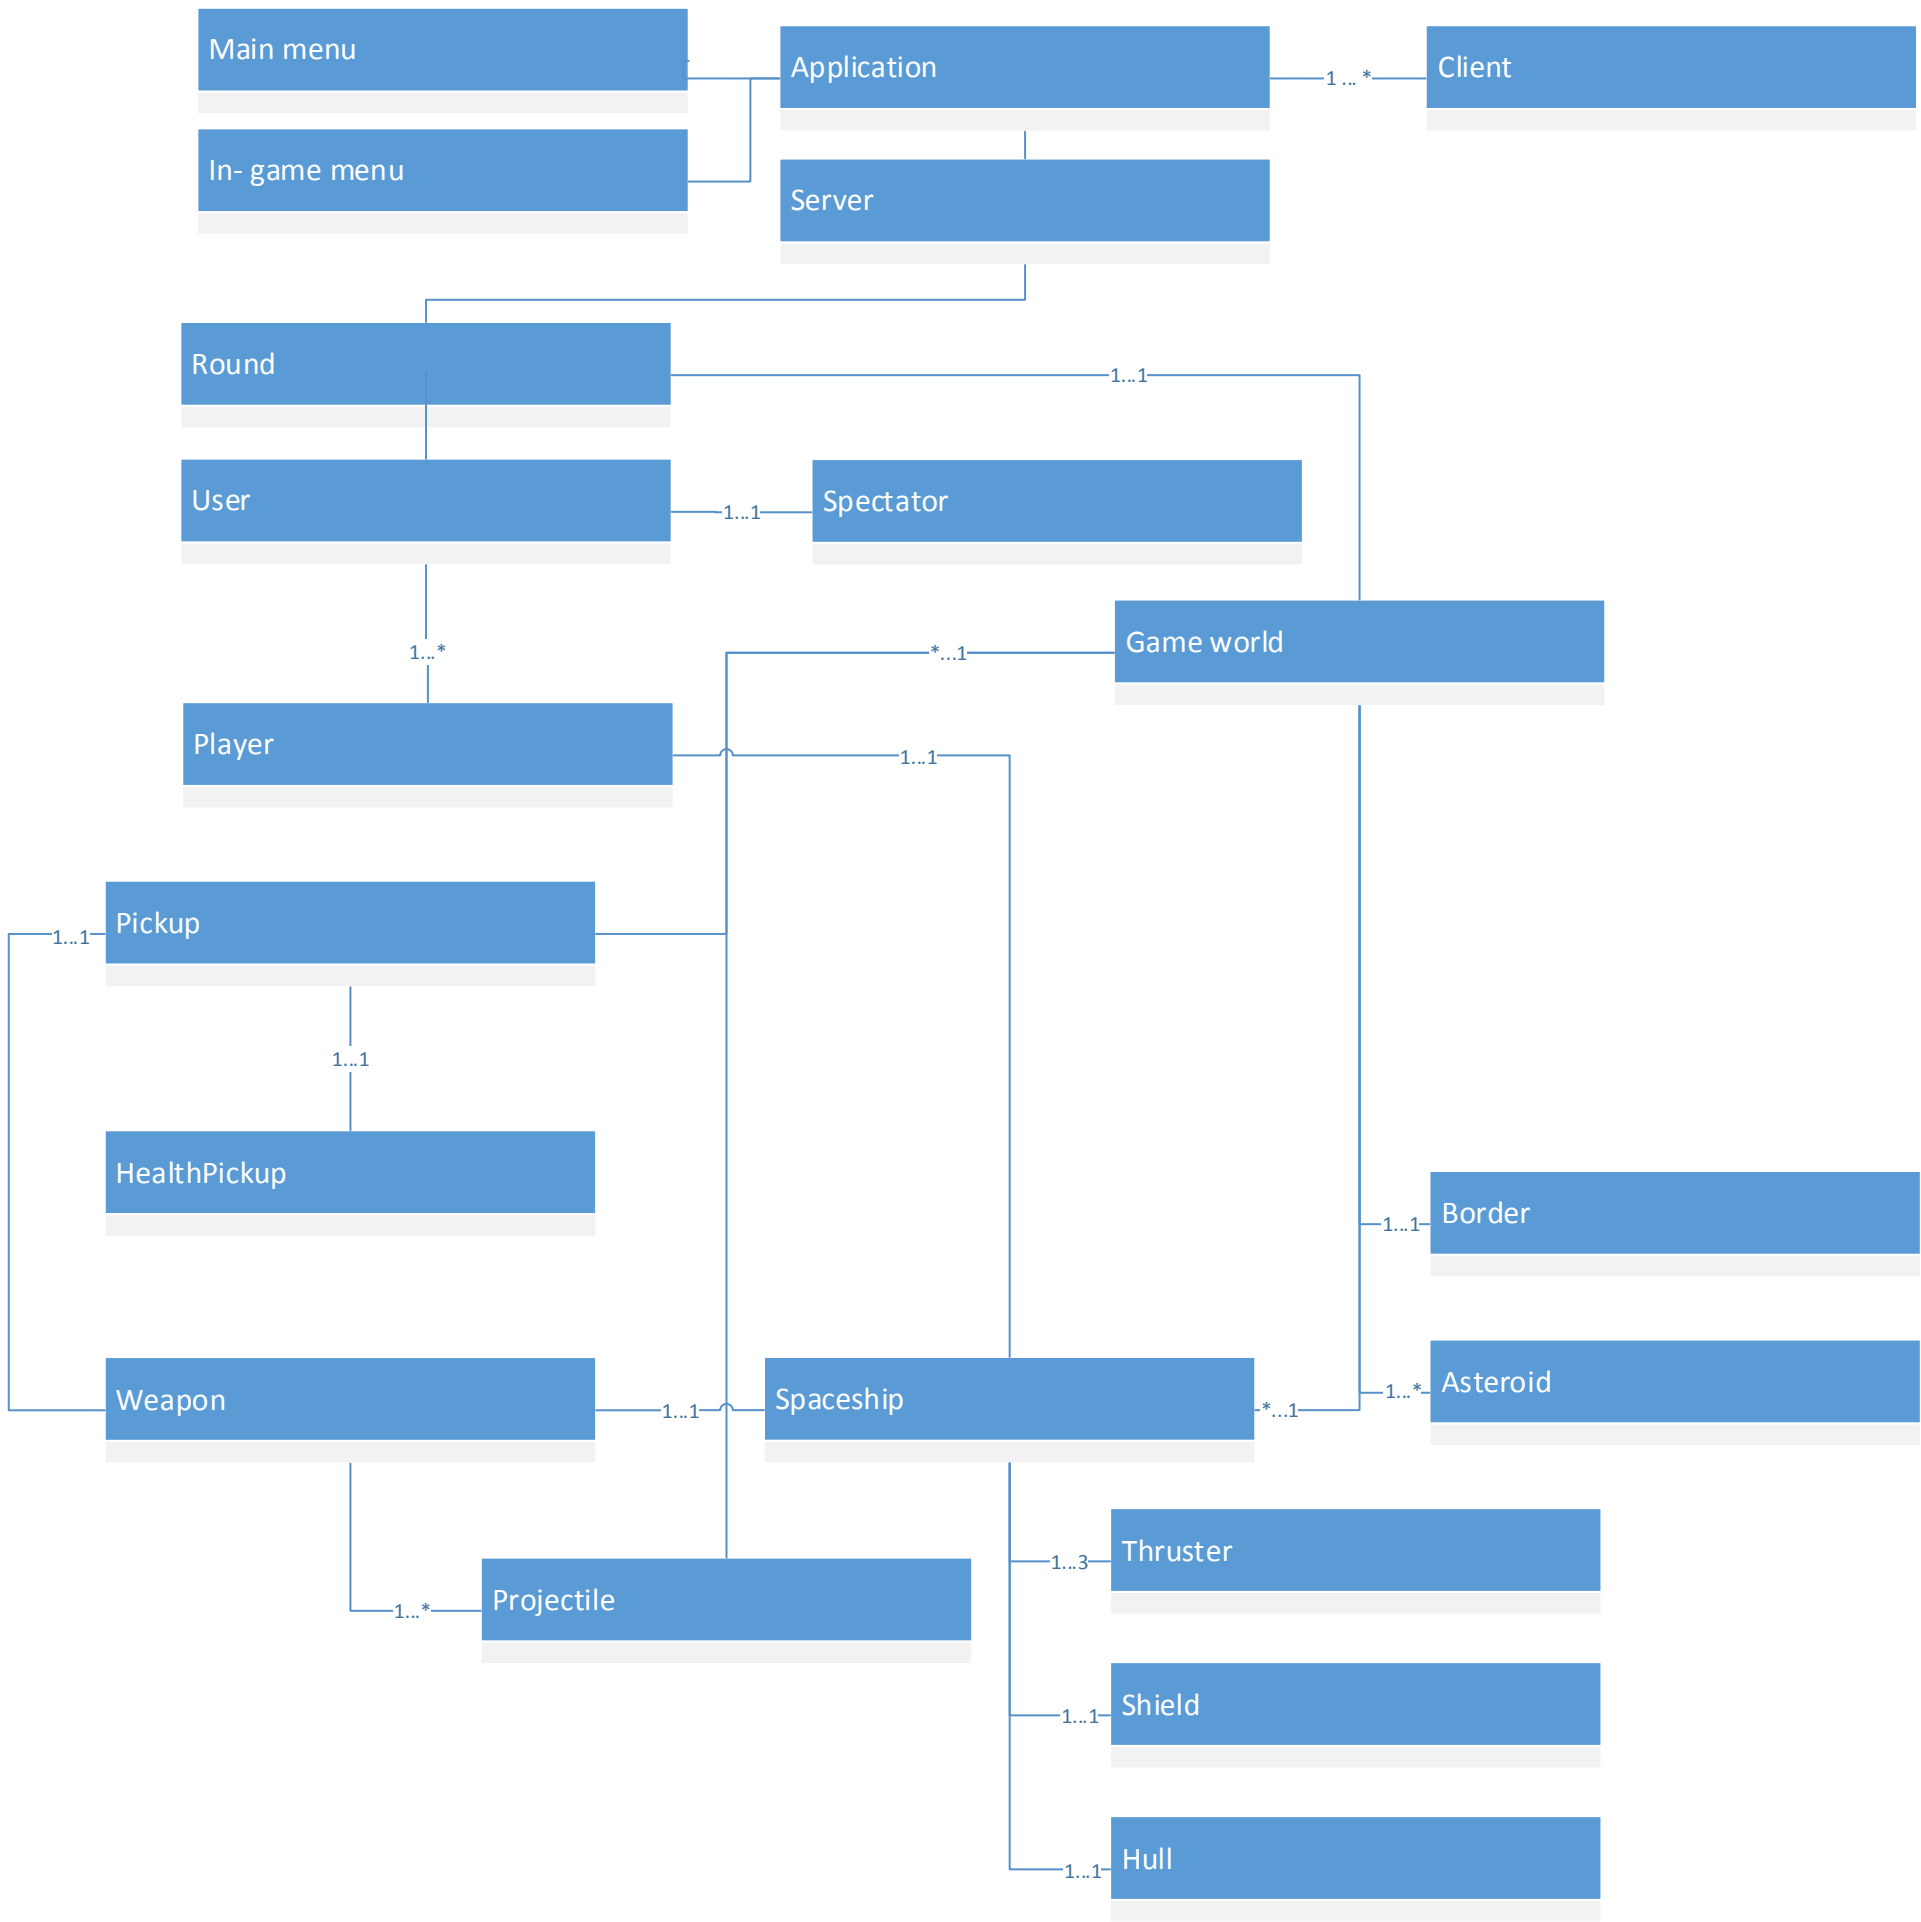 Main menu
Application
1 ... *
Client
In- game menu
Server
Round
1...1
User
1...1
Spectator
1...*
*...1
Game world
Player
1...1
Pickup
1...1
1...1
HealthPickup
1...1
Border
1...*
Asteroid
Weapon
1...1
Spaceship
*...1
1...3
Thruster
1...*
Projectile
1...1
Shield
1...1
Hull